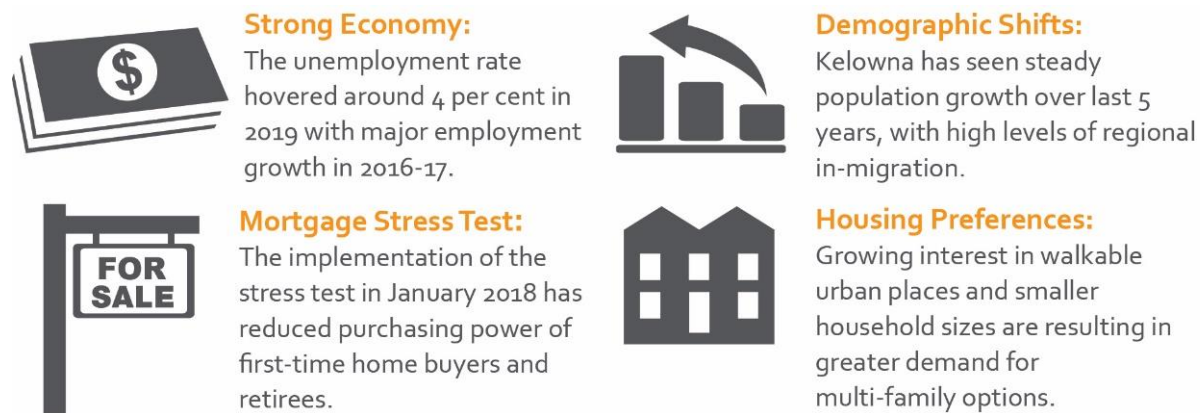 $
Strong Economy:
The unemployment rate
hovered around 4 per cent in
2019 with major employment
growth in 2016-17.
Demographic Shifts:
Kelowna has seen steady
population growth over last 5
years, with high levels of regional
in-migration.
FOR
SALE
Mortgage Stress Test:
The implementation of the
stress test in January 2018 has
reduced purchasing power of
first-time home buyers and
retirees.
Housing Preferences:
Growing interest in walkable
urban places and smaller
household sizes are resulting in
greater demand for
multi-family options.